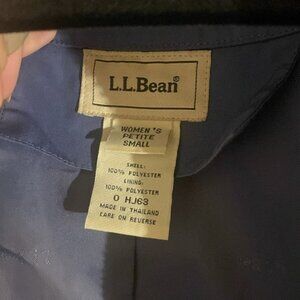 L.L.Bean®
WOMEN'S
PETITE
SMALL
SHELL:
100% POLYESTER
LINING:
100% POLYESTER
0 HJ63
MADE IN THAILAND
CARE ON REVERSE